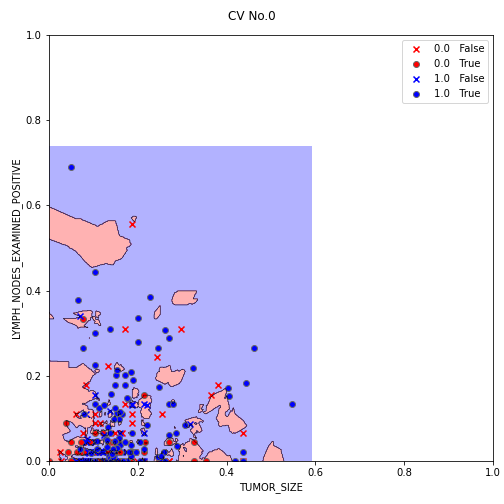 CV No.0
1.0
0.8
0.6
0.4
0.2
0.0
LYMPH_NODES_EXAMINED_POSITIVE
0.0   False
0.0   True
1.0   False
1.0   True
0.0 0.2 0.4 0.6 0.8 1.0
TUMOR_SIZE